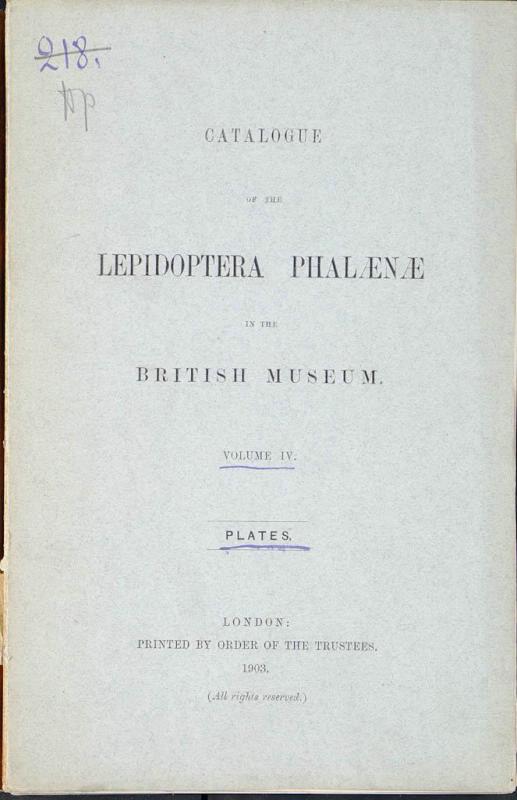 218.
CATALOGUE
OF THE
LEPIDOPTERA PHALÆNÆ
IN THE
BRITISH MUSEUM.
VOLUME IV.
PLATES.
LONDON:
PRINTED BY ORDER OF THE TRUSTEES.
1903.
(All rights reserved.)